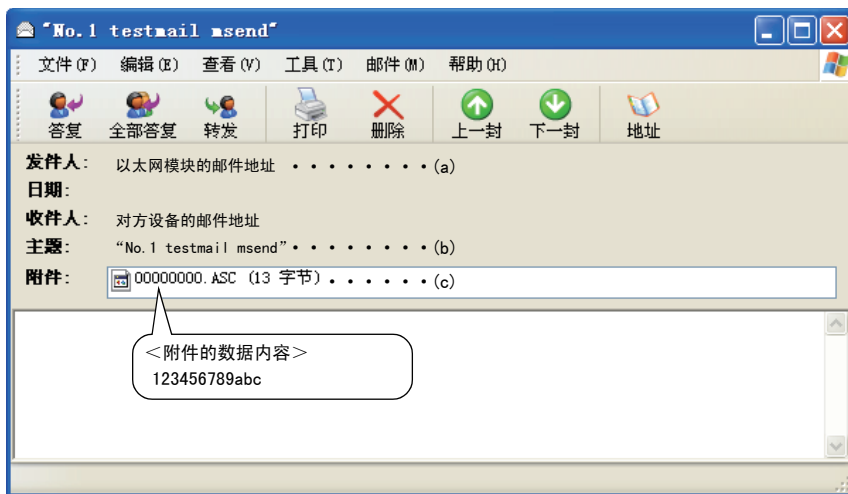 "No.1 testmail msend"
文件(F) 编辑(E) 查看(V) 工具(T) 邮件(M) 帮助(H)
答复 全部答复 转发 打印 删除 上一封 下一封 地址
发件人: 以太网模块的邮件地址 ········(a)
日期:
收件人: 对方设备的邮件地址
主题: “No.1 testmail msend”········(b)
附件: 00000000.ASC (13 字节)······(c)
<附件的数据内容>
123456789abc